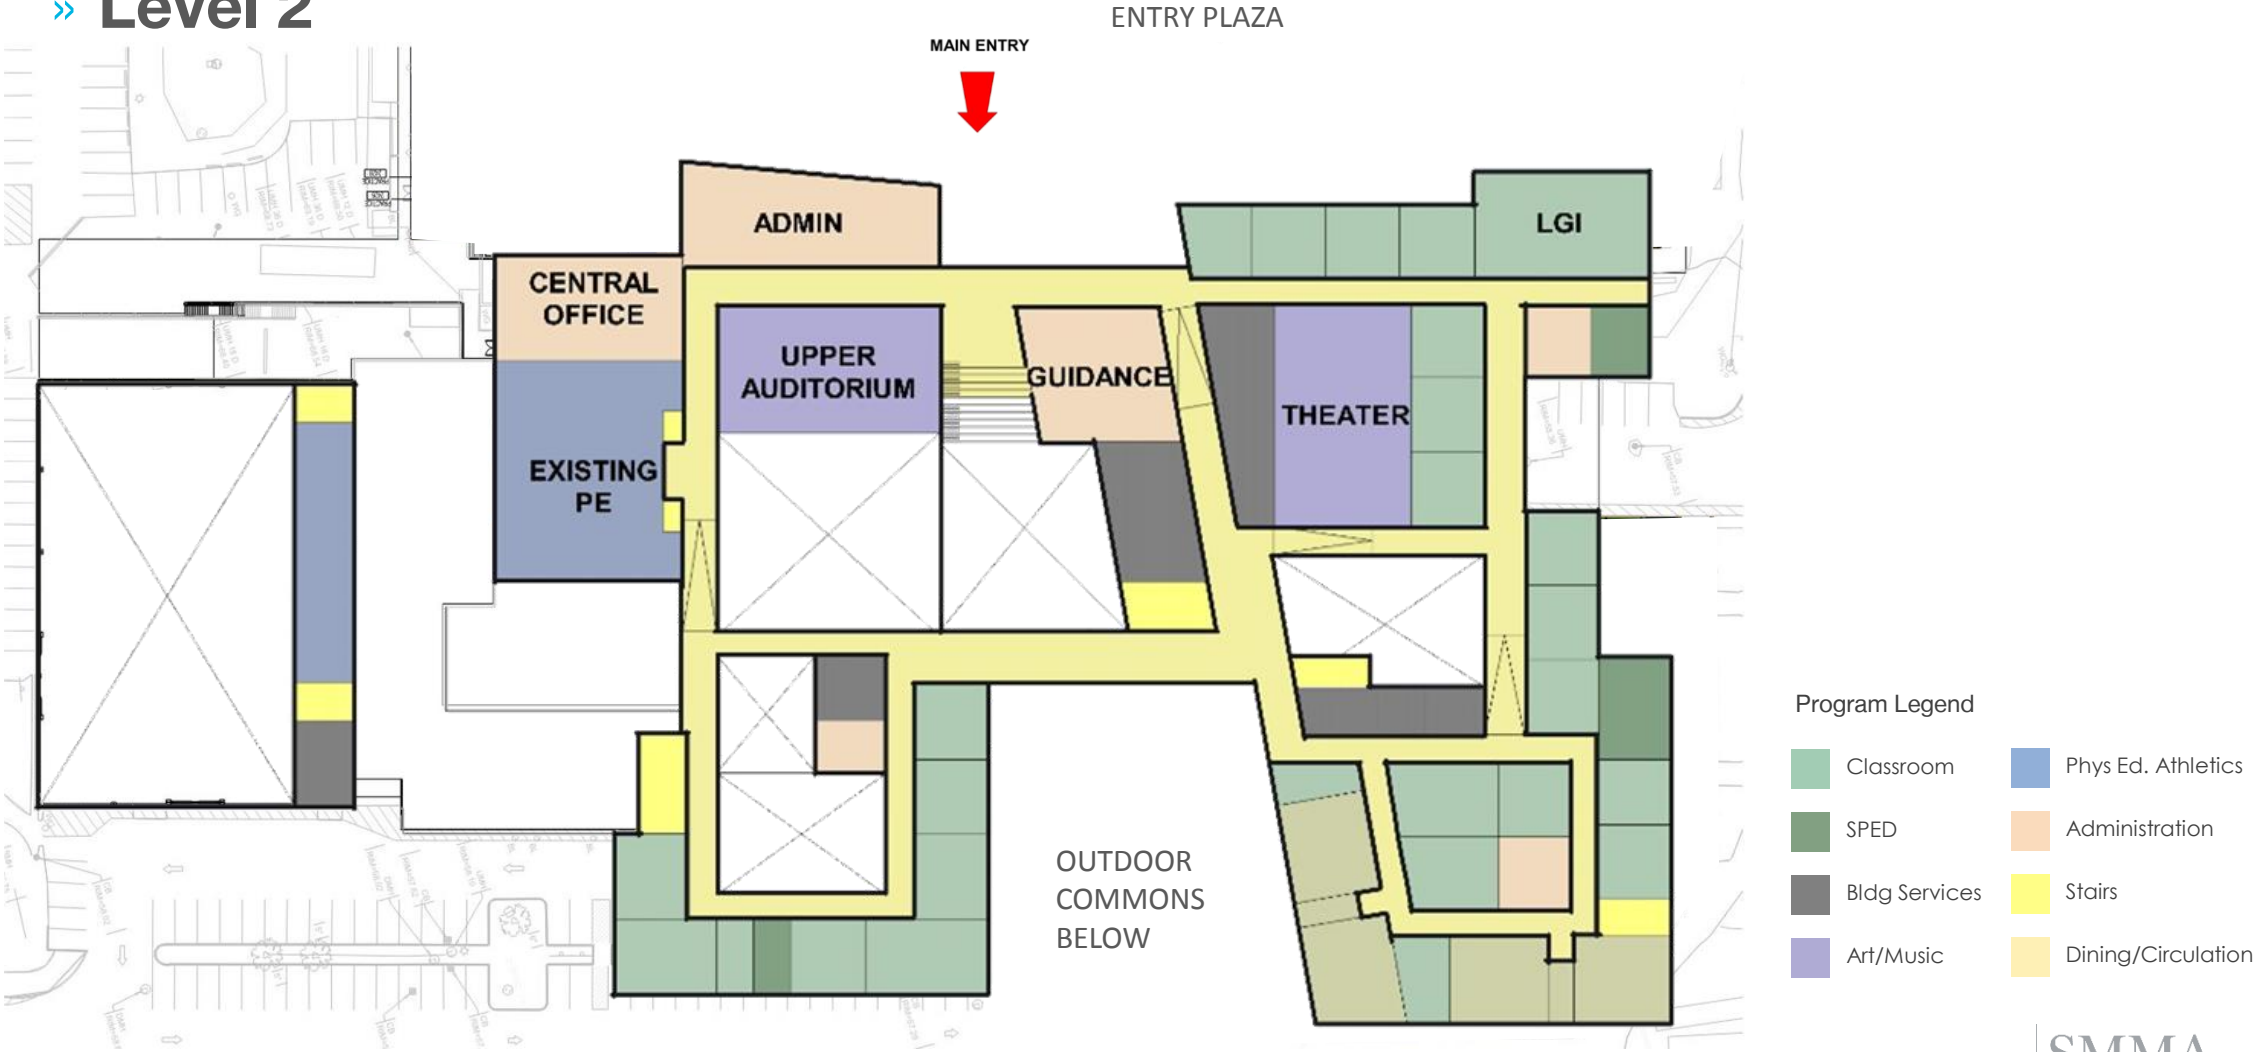 » Level 2
ENTRY PLAZA
MAIN ENTRY
ADMIN
LGI
CENTRAL
OFFICE
UPPER
AUDITORIUM
GUIDANCE
THEATER
EXISTING
PE
OUTDOOR
COMMONS
BELOW
Program Legend
Classroom
Phys Ed. Athletics
SPED
Administration
Bldg Services
Stairs
Art/Music
Dining/Circulation
SMMA